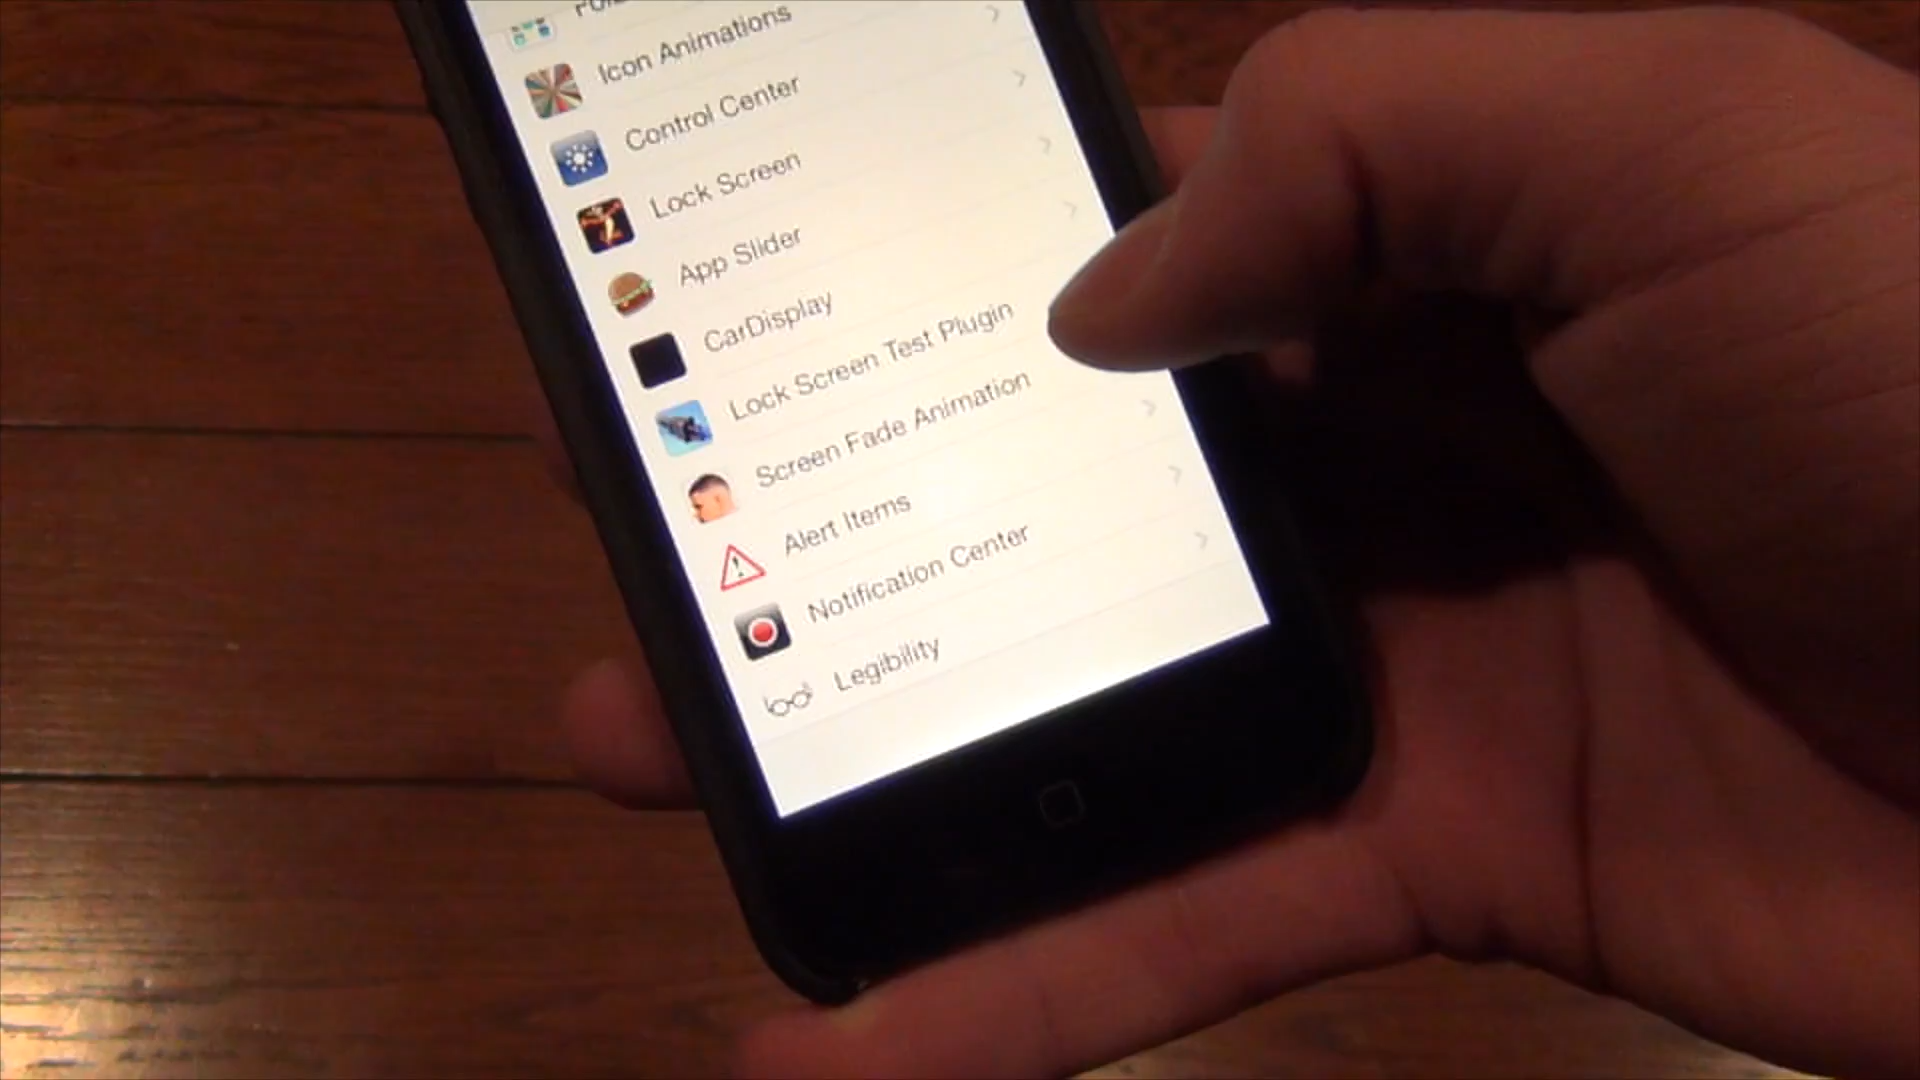 Icon Animations
Control Center
Lock Screen
App Slider
CarDisplay
Lock Screen Test Plugin
Screen Fade Animation
Alert Items
Notification Center
Legibility